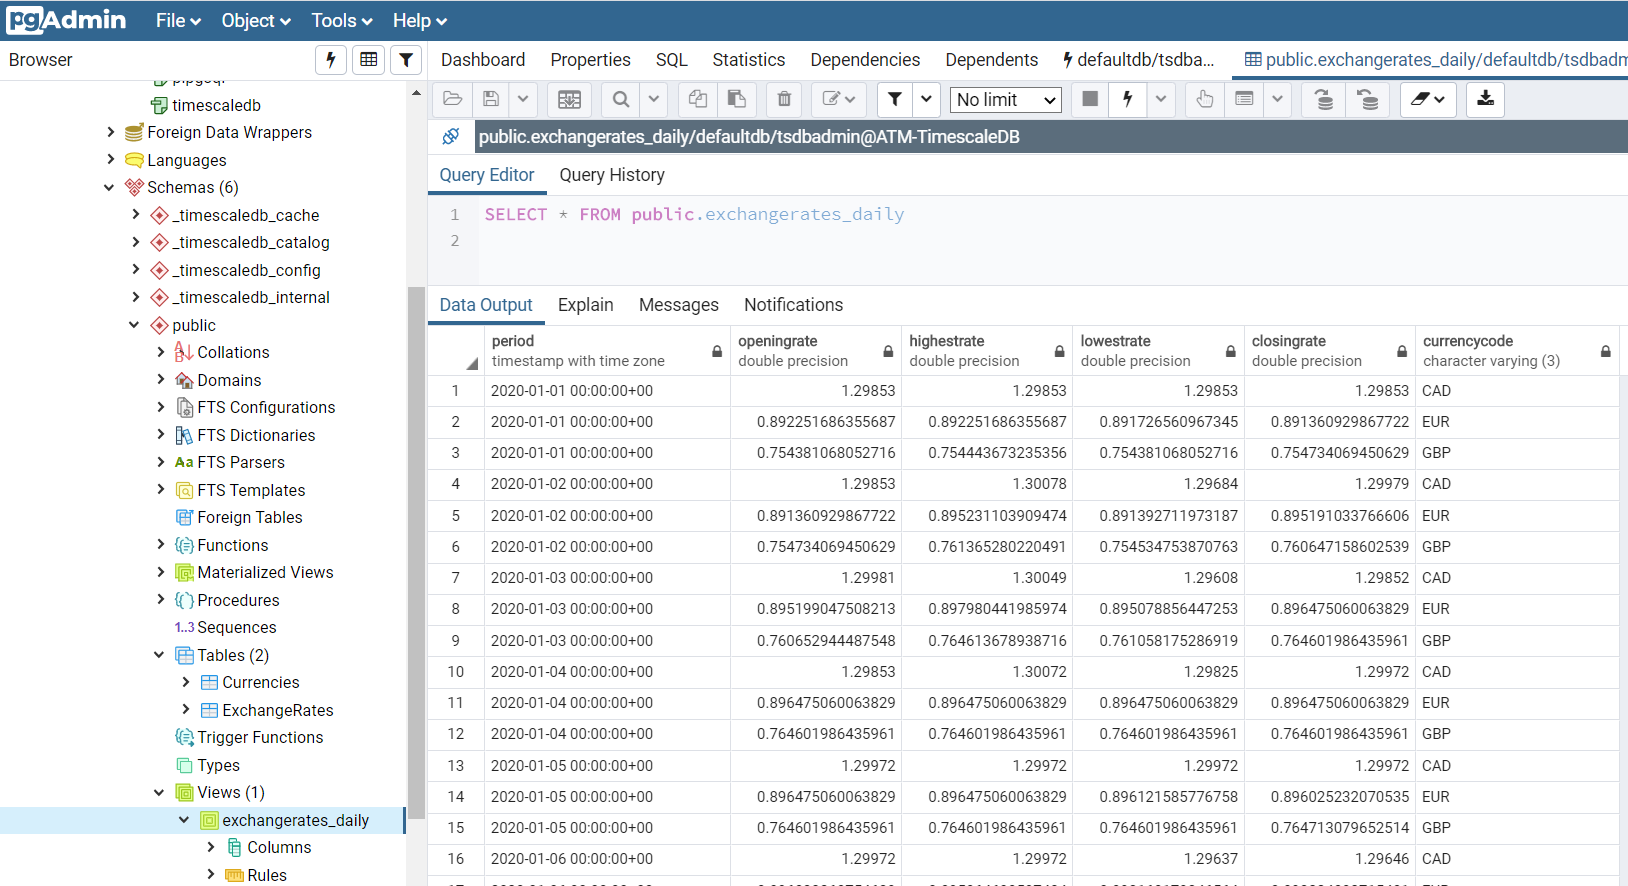 pgAdmin File Object Tools Help
Browser
Dashboard Properties SQL Statistics Dependencies Dependents defaultdb/tsdba... public.exchangerates_daily/defaultdb/tsdbadm
No limit
public.exchangerates_daily/defaultdb/tsdbadmin@ATM-TimescaleDB
Query Editor Query History
1 SELECT * FROM public.exchangerates_daily
2
Data Output Explain Messages Notifications
period openingrate highestrate lowestrate closingrate currencycode
timestamp with time zone double precision double precision double precision double precision character varying (3)
1 2020-01-01 00:00:00+00 1.29853 1.29853 1.29853 1.29853 CAD
2 2020-01-01 00:00:00+00 0.892251686355687 0.892251686355687 0.891726560967345 0.891360929867722 EUR
3 2020-01-01 00:00:00+00 0.754381068052716 0.754443673235356 0.754381068052716 0.754734069450629 GBP
4 2020-01-02 00:00:00+00 1.29853 1.30078 1.29684 1.29979 CAD
5 2020-01-02 00:00:00+00 0.891360929867722 0.895231103909474 0.891392711973187 0.895191033766606 EUR
6 2020-01-02 00:00:00+00 0.754734069450629 0.761365280220491 0.754534753870763 0.760647158602539 GBP
7 2020-01-03 00:00:00+00 1.29981 1.30049 1.29608 1.29852 CAD
8 2020-01-03 00:00:00+00 0.895199047508213 0.897980441985974 0.895078856447253 0.896475060063829 EUR
9 2020-01-03 00:00:00+00 0.760652944487548 0.764613678938716 0.761058175286919 0.764601986435961 GBP
10 2020-01-04 00:00:00+00 1.29853 1.30072 1.29825 1.29972 CAD
11 2020-01-04 00:00:00+00 0.896475060063829 0.896475060063829 0.896475060063829 0.896475060063829 EUR
12 2020-01-04 00:00:00+00 0.764601986435961 0.764601986435961 0.764601986435961 0.764601986435961 GBP
13 2020-01-05 00:00:00+00 1.29972 1.29972 1.29972 1.29972 CAD
14 2020-01-05 00:00:00+00 0.896475060063829 0.896475060063829 0.896121585776758 0.896025232070535 EUR
15 2020-01-05 00:00:00+00 0.764601986435961 0.764601986435961 0.764601986435961 0.764713079652514 GBP
16 2020-01-06 00:00:00+00 1.29972 1.29972 1.29637 1.29646 CAD
timescaledb
Foreign Data Wrappers
Languages
Schemas (6)
_timescaledb_cache
_timescaledb_catalog
_timescaledb_config
_timescaledb_internal
public
Collations
Domains
FTS Configurations
FTS Dictionaries
Aa FTS Parsers
FTS Templates
Foreign Tables
Functions
Materialized Views
Procedures
1..3 Sequences
Tables (2)
Currencies
ExchangeRates
Trigger Functions
Types
Views (1)
exchangerates_daily
Columns
Rules